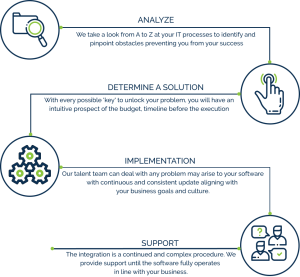 ANALYZE
We take a look from A to Z at your IT processes to identify and
pinpoint obstacles preventing you from your success
DETERMINE A SOLUTION
With every possible "key" to unlock your problem, you will have an
intuitive prospect of the budget, timeline before the execution
IMPLEMENTATION
Our talent team can deal with any problem may arise to your software
with continuous and consistent update aligning with
your business goals and culture.
SUPPORT
The integration is a continued and complex procedure. We
provide support until the software fully operates
in line with your business.